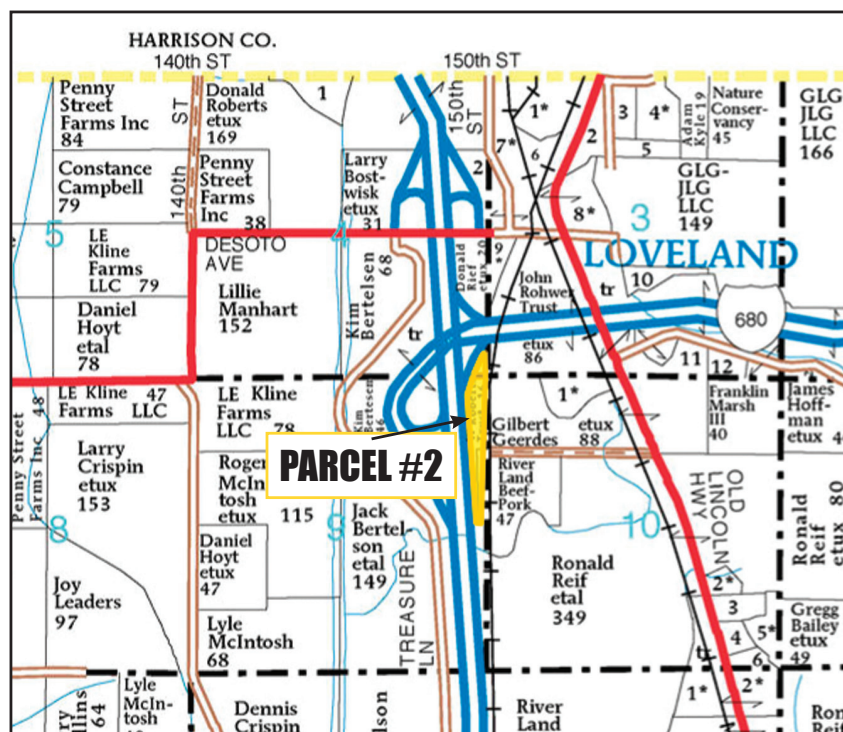 HARRISON CO.
140th ST
150th ST
Penny
Street
Farms Inc
84
140th ST
Donald
Roberts
etux
169
1
150th
ST
1*
3
4*
2
Adam
Kyle 19
Nature
Conser-
vancy
45
GLG
JLG
LLC
166
7*
6
5
Constance
Campbell
79
Penny
Street
Farms
Inc
38
Larry
Bost-
wisk
etux
31
2
GLG-
JLG
LLC
149
8*
3
5
4
LE
Kline
Farms
LLC 79
DESOTO
AVE
Kim
Bertelsen
68
Donald
Rief
etux 20
9
*
LOVELAND
10
Lillie
Manhart
152
John
Rohwer
Trust
etux
86
tr
tr
680
Daniel
Hoyt
etal
78
11
12
LE Kline 47
Farms LLC
LE Kline
Farms
LLC 78
Kim
Bertesen
46
1*
Franklin
Marsh
III
40
James
Hoff-
man
etux 4
Penny Street
Farms Inc 48
Gilbert etux
Geerdes 88
PARCEL #2
Larry
Crispin
etux
153
Roger
McIn
tosh
etux 115
River
Land
Beef-
Pork
47
OLD
LINCOLN
HWY
Ronald
Reif
etux 80
8
9
10
Jack
Bertel-
son
etal
149
Daniel
Hoyt
etux
47
Ronald
Reif
etal
349
TREASURE
LN
Joy
Leaders
97
2*
3
4
5*
6
Gregg
Bailey
etux
49
Lyle
McIntosh
68
tr
1*
2*
64
Lyle
McIn-
tosh
Dennis
Crispin
lson
River
Land
Ron
Reif